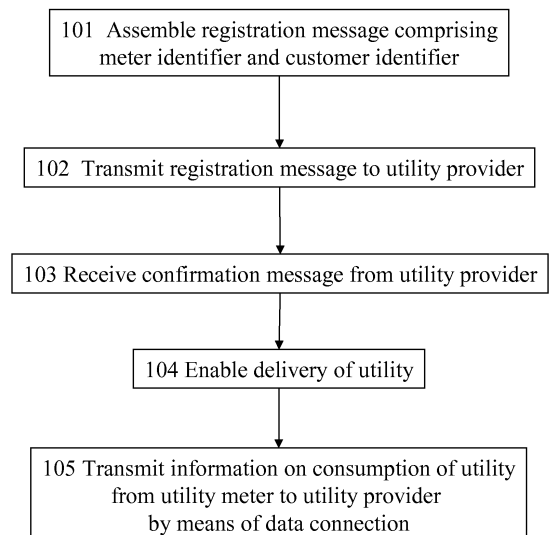 101 Assemble registration message comprising
meter identifier and customer identifier
102 Transmit registration message to utility provider
103 Receive confirmation message from utility provider
104 Enable delivery of utility
105 Transmit information on consumption of utility
from utility meter to utility provider
by means of data connection